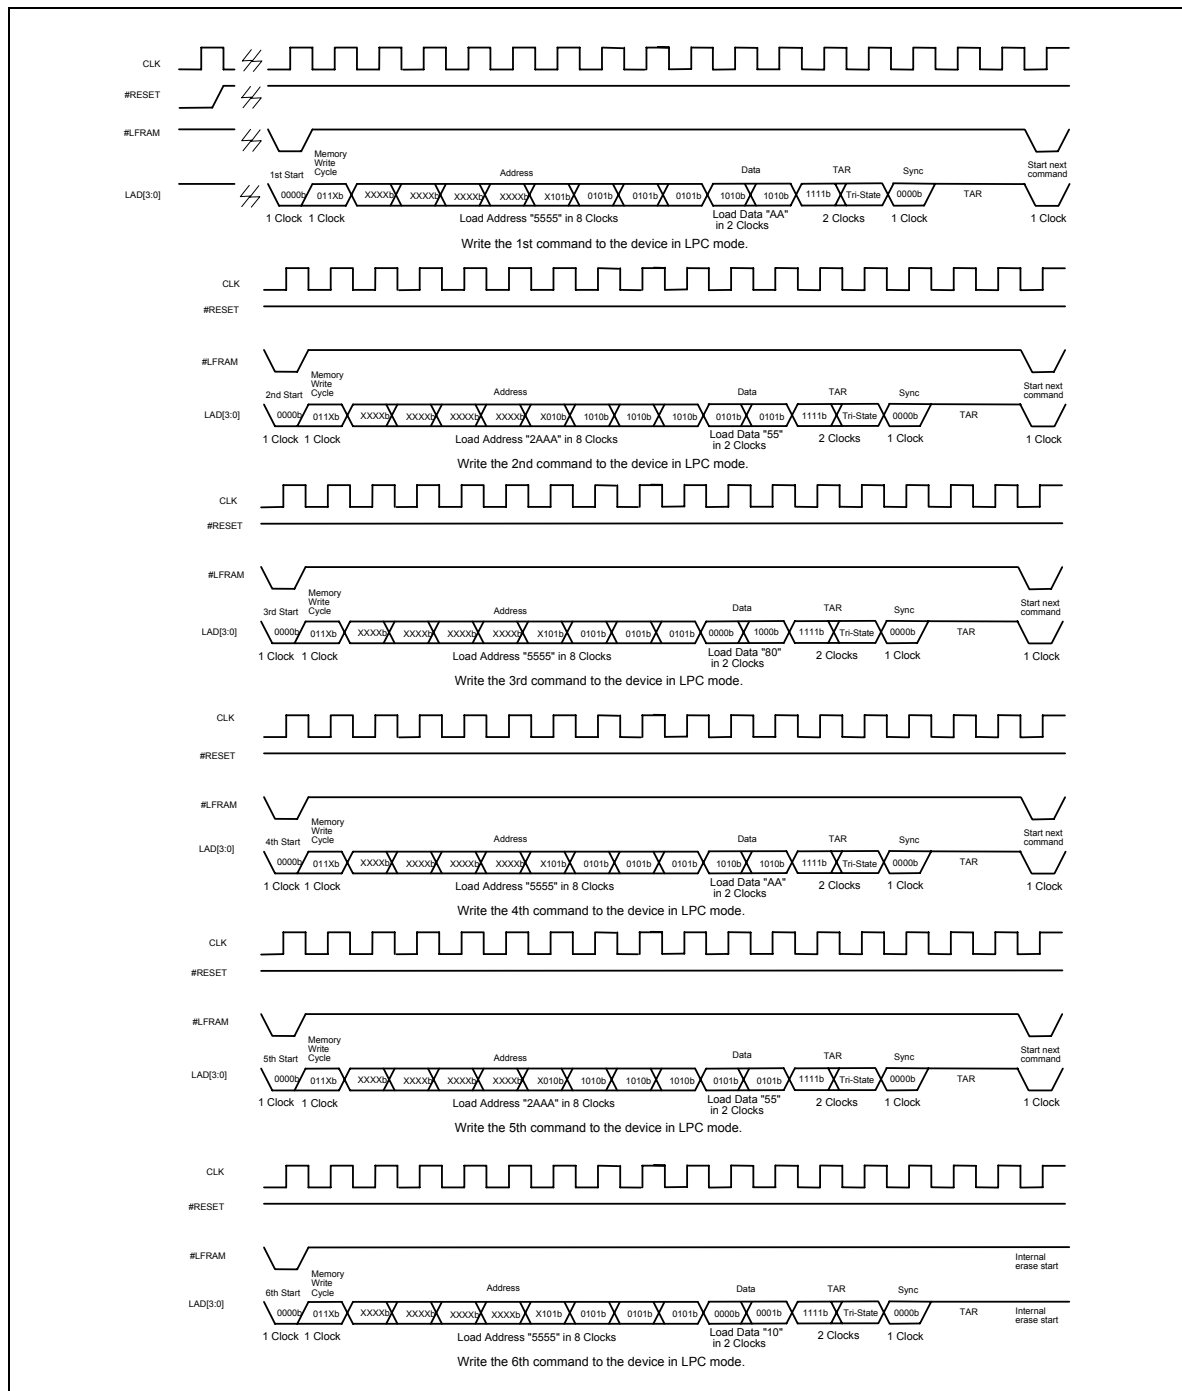 CLK
#RESET
#LFRAM
Memory
Write
Cycle
1st Start
Address
Data
TAR
Sync
Start next
command
LAD[3:0]
0000b 011Xb XXXXb XXXXb XXXXb XXXXb X101b 0101b 0101b 0101b 1010b 1010b 1111b Tri-State 0000b TAR
1 Clock 1 Clock Load Address "5555" in 8 Clocks Load Data "AA" in 2 Clocks 2 Clocks 1 Clock 1 Clock
Write the 1st command to the device in LPC mode.
CLK
#RESET
#LFRAM
Memory
Write
Cycle
2nd Start
Address
Data
TAR
Sync
Start next
command
LAD[3:0]
0000b 011Xb XXXXb XXXXb XXXXb XXXXb X010b 1010b 1010b 1010b 0101b 0101b 1111b Tri-State 0000b TAR
1 Clock 1 Clock Load Address "2AAA" in 8 Clocks Load Data "55" in 2 Clocks 2 Clocks 1 Clock 1 Clock
Write the 2nd command to the device in LPC mode.
CLK
#RESET
#LFRAM
Memory
Write
Cycle
3rd Start
Address
Data
TAR
Sync
Start next
command
LAD[3:0]
0000b 011Xb XXXXb XXXXb XXXXb XXXXb X101b 0101b 0101b 0101b 0000b 1000b 1111b Tri-State 0000b TAR
1 Clock 1 Clock Load Address "5555" in 8 Clocks Load Data "80" in 2 Clocks 2 Clocks 1 Clock 1 Clock
Write the 3rd command to the device in LPC mode.
CLK
#RESET
#LFRAM
Memory
Write
Cycle
4th Start
Address
Data
TAR
Sync
Start next
command
LAD[3:0]
0000b 011Xb XXXXb XXXXb XXXXb XXXXb X101b 0101b 0101b 0101b 1010b 1010b 1111b Tri-State 0000b TAR
1 Clock 1 Clock Load Address "5555" in 8 Clocks Load Data "AA" in 2 Clocks 2 Clocks 1 Clock 1 Clock
Write the 4th command to the device in LPC mode.
CLK
#RESET
#LFRAM
Memory
Write
Cycle
5th Start
Address
Data
TAR
Sync
Start next
command
LAD[3:0]
0000b 011Xb XXXXb XXXXb XXXXb XXXXb X010b 1010b 1010b 1010b 0101b 0101b 1111b Tri-State 0000b TAR
1 Clock 1 Clock Load Address "2AAA" in 8 Clocks Load Data "55" in 2 Clocks 2 Clocks 1 Clock 1 Clock
Write the 5th command to the device in LPC mode.
CLK
#RESET
#LFRAM
Internal
erase start
Memory
Write
Cycle
6th Start
Address
Data
TAR
Sync
LAD[3:0]
0000b 011Xb XXXXb XXXXb XXXXb XXXXb X101b 0101b 0101b 0101b 0000b 0001b 1111b Tri-State 0000b TAR
Internal
erase start
1 Clock 1 Clock Load Address "5555" in 8 Clocks Load Data "10" in 2 Clocks 2 Clocks 1 Clock
Write the 6th command to the device in LPC mode.